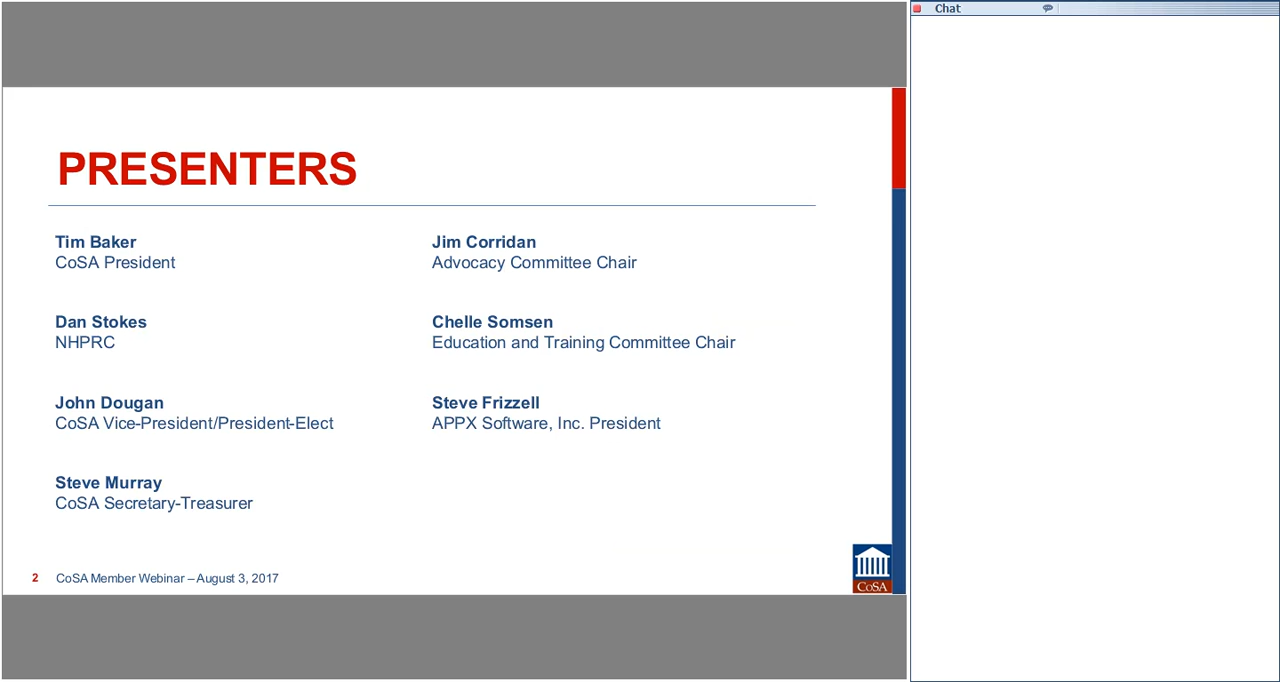 Chat
PRESENTERS
Tim Baker
CoSA President
Dan Stokes
NHPRC
John Dougan
CoSA Vice-President/President-Elect
Steve Murray
CoSA Secretary-Treasurer
Jim Corridan
Advocacy Committee Chair
Chelle Somsen
Education and Training Committee Chair
Steve Frizzell
APPX Software, Inc. President
2 CoSA Member Webinar – August 3, 2017
CoSA